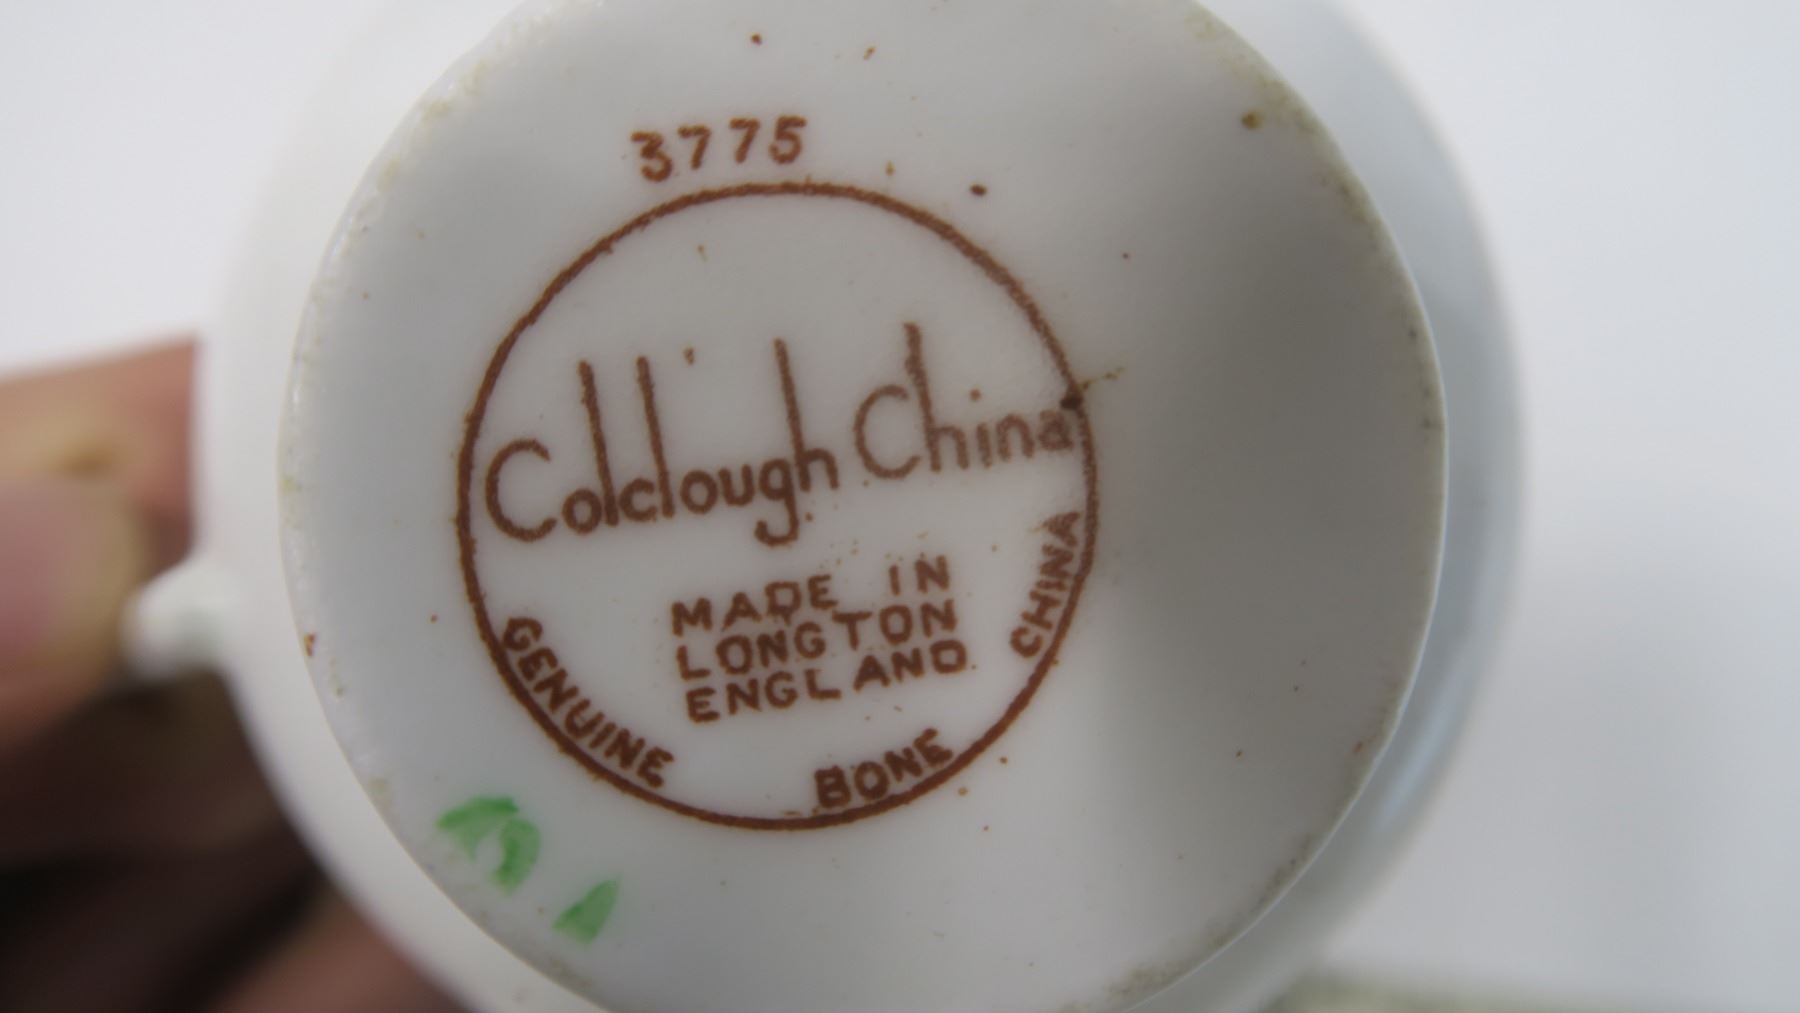 3775
Colclough China
MADE IN
LONGTON
ENGLAND.
GENUINE BONE CHINA